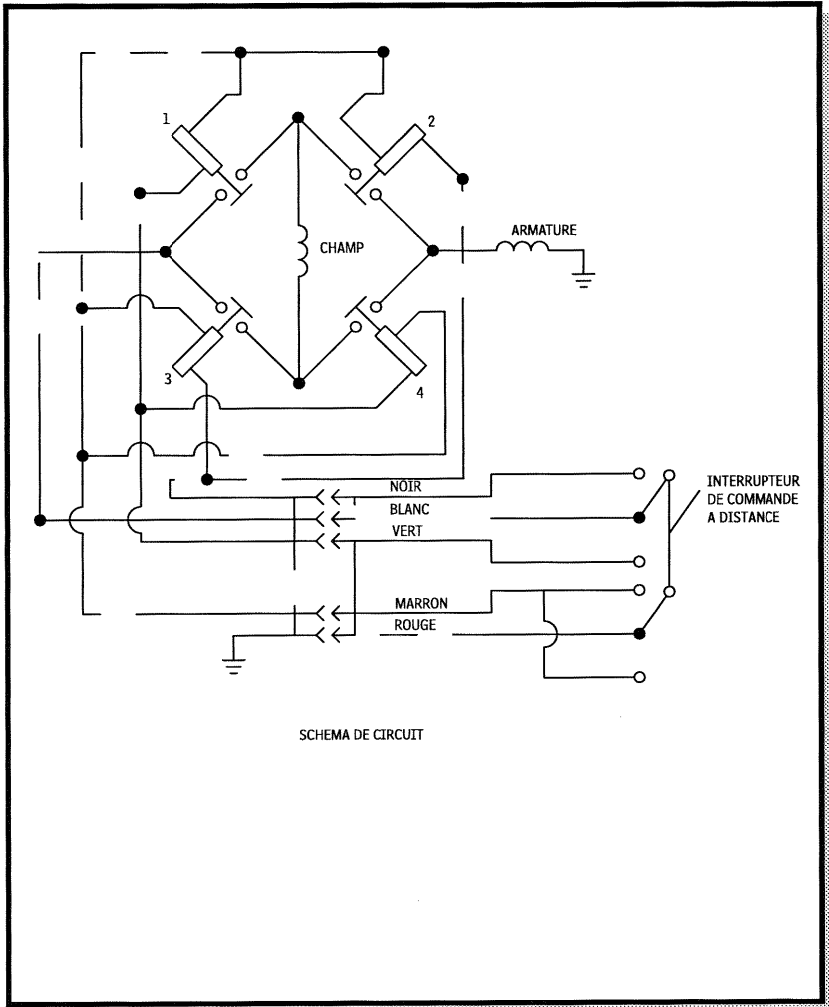 1
2
ARMATURE
CHAMP
3
4
NOIR
BLANC
VERT
MARRON
ROUGE
INTERRUPTEUR
DE COMMANDE
A DISTANCE
SCHEMA DE CIRCUIT